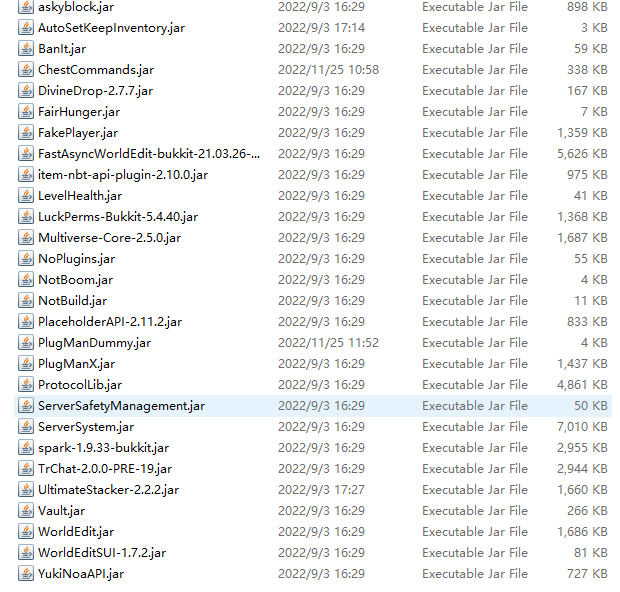 askyblock.jar 2022/9/3 16:29 Executable Jar File 898 KB
AutoSetKeepInventory.jar 2022/9/3 17:14 Executable Jar File 3 KB
BanIt.jar 2022/9/3 16:29 Executable Jar File 59 KB
ChestCommands.jar 2022/11/25 10:58 Executable Jar File 338 KB
DivineDrop-2.7.7.jar 2022/9/3 16:29 Executable Jar File 167 KB
FairHunger.jar 2022/9/3 16:29 Executable Jar File 7 KB
FakePlayer.jar 2022/9/3 16:29 Executable Jar File 1,359 KB
FastAsyncWorldEdit-bukkit-21.03.26-... 2022/9/3 16:29 Executable Jar File 5,626 KB
item-nbt-api-plugin-2.10.0.jar 2022/9/3 16:29 Executable Jar File 975 KB
LevelHealth.jar 2022/9/3 16:29 Executable Jar File 41 KB
LuckPerms-Bukkit-5.4.40.jar 2022/9/3 16:29 Executable Jar File 1,368 KB
Multiverse-Core-2.5.0.jar 2022/9/3 16:29 Executable Jar File 1,687 KB
NoPlugins.jar 2022/9/3 16:29 Executable Jar File 55 KB
NotBoom.jar 2022/9/3 16:29 Executable Jar File 4 KB
NotBuild.jar 2022/9/3 16:29 Executable Jar File 11 KB
PlaceholderAPI-2.11.2.jar 2022/9/3 16:29 Executable Jar File 833 KB
PlugManDummy.jar 2022/11/25 11:52 Executable Jar File 4 KB
PlugManX.jar 2022/9/3 16:29 Executable Jar File 1,437 KB
ProtocolLib.jar 2022/9/3 16:29 Executable Jar File 4,861 KB
ServerSafetyManagement.jar 2022/9/3 16:29 Executable Jar File 50 KB
ServerSystem.jar 2022/9/3 16:29 Executable Jar File 7,010 KB
spark-1.9.33-bukkit.jar 2022/9/3 16:29 Executable Jar File 2,955 KB
TrChat-2.0.0-PRE-19.jar 2022/9/3 16:29 Executable Jar File 2,944 KB
UltimateStacker-2.2.2.jar 2022/9/3 17:27 Executable Jar File 1,660 KB
Vault.jar 2022/9/3 16:29 Executable Jar File 266 KB
WorldEdit.jar 2022/9/3 16:29 Executable Jar File 1,686 KB
WorldEditSUI-1.7.2.jar 2022/9/3 16:29 Executable Jar File 81 KB
YukiNoaAPI.jar 2022/9/3 16:29 Executable Jar File 727 KB